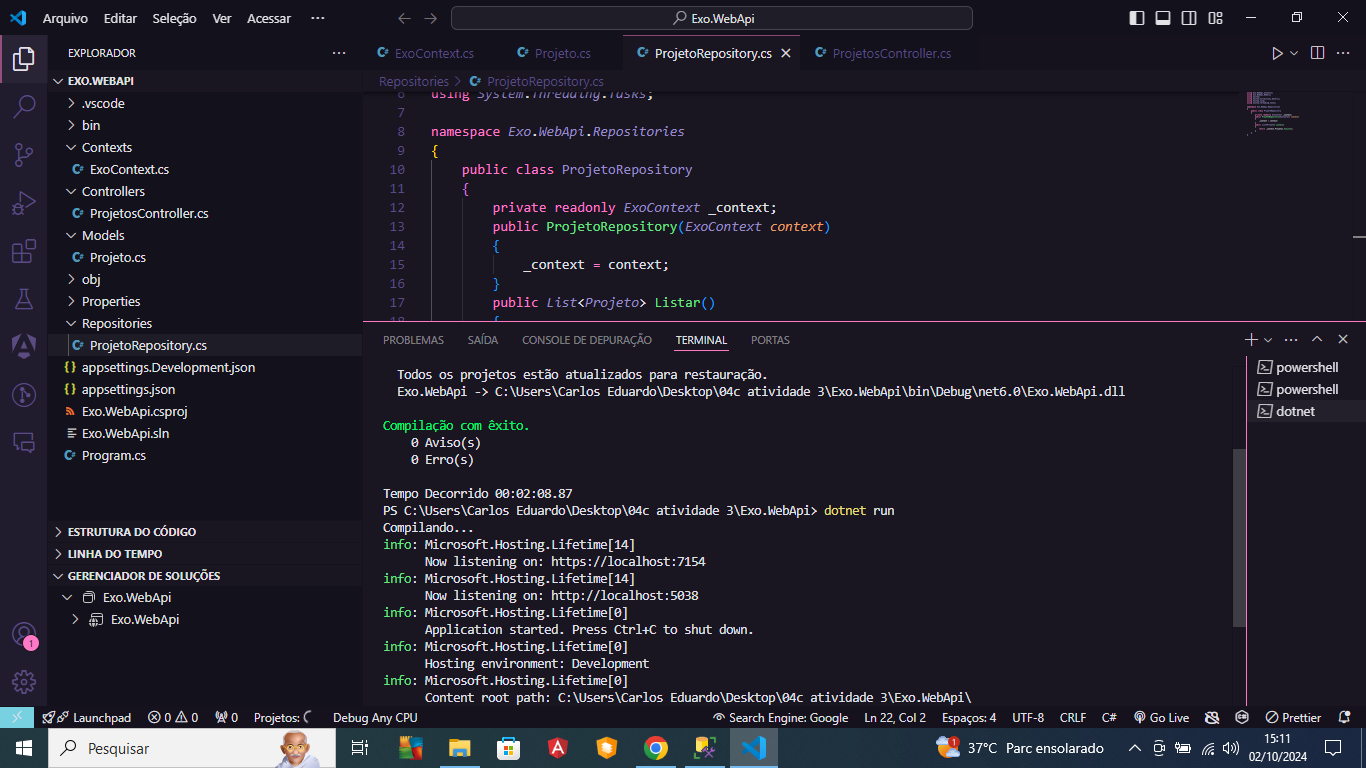 Arquivo Editar Seleção Ver Acessar ···
Exo.WebApi
EXPLORADOR ···
EXO.WEBAPI
.vscode
bin
Contexts
C# ExoContext.cs
Controllers
C# ProjetosController.cs
Models
C# Projeto.cs
obj
Properties
Repositories
C# ProjetoRepository.cs
{} appsettings.Development.json
{} appsettings.json
Exo.WebApi.csproj
Exo.WebApi.sln
C# Program.cs
ESTRUTURA DO CÓDIGO
LINHA DO TEMPO
GERENCIADOR DE SOLUÇÕES
Exo.WebApi
Exo.WebApi
1
C# ExoContext.cs C# Projeto.cs C# ProjetoRepository.cs C# ProjetosController.cs
Repositories > C# ProjetoRepository.cs
6 using System.Threading.Tasks;
7
8 namespace Exo.WebApi.Repositories
9 {
10 public class ProjetoRepository
11 {
12 private readonly ExoContext _context;
13 public ProjetoRepository(ExoContext context)
14 {
15 _context = context;
16 }
17 public List<Projeto> Listar()
18 {
PROBLEMAS SAÍDA CONSOLE DE DEPURAÇÃO TERMINAL PORTAS
Todos os projetos estão atualizados para restauração.
Exo.WebApi -> C:\Users\Carlos Eduardo\Desktop\04c atividade 3\Exo.WebApi\bin\Debug\net6.0\Exo.WebApi.dll
Compilação com êxito.
0 Aviso(s)
0 Erro(s)
Tempo Decorrido 00:02:08.87
PS C:\Users\Carlos Eduardo\Desktop\04c atividade 3\Exo.WebApi> dotnet run
Compilando...
info: Microsoft.Hosting.Lifetime[14]
Now listening on: https://localhost:7154
info: Microsoft.Hosting.Lifetime[14]
Now listening on: http://localhost:5038
info: Microsoft.Hosting.Lifetime[0]
Application started. Press Ctrl+C to shut down.
info: Microsoft.Hosting.Lifetime[0]
Hosting environment: Development
info: Microsoft.Hosting.Lifetime[0]
Content root path: C:\Users\Carlos Eduardo\Desktop\04c atividade 3\Exo.WebApi\
powershell
powershell
dotnet
Launchpad 0 0 0 Projetos: Debug Any CPU Search Engine: Google Ln 22, Col 2 Espaços: 4 UTF-8 CRLF C# Go Live Prettier
Pesquisar
1 37°C Parc ensolarado
15:11
02/10/2024